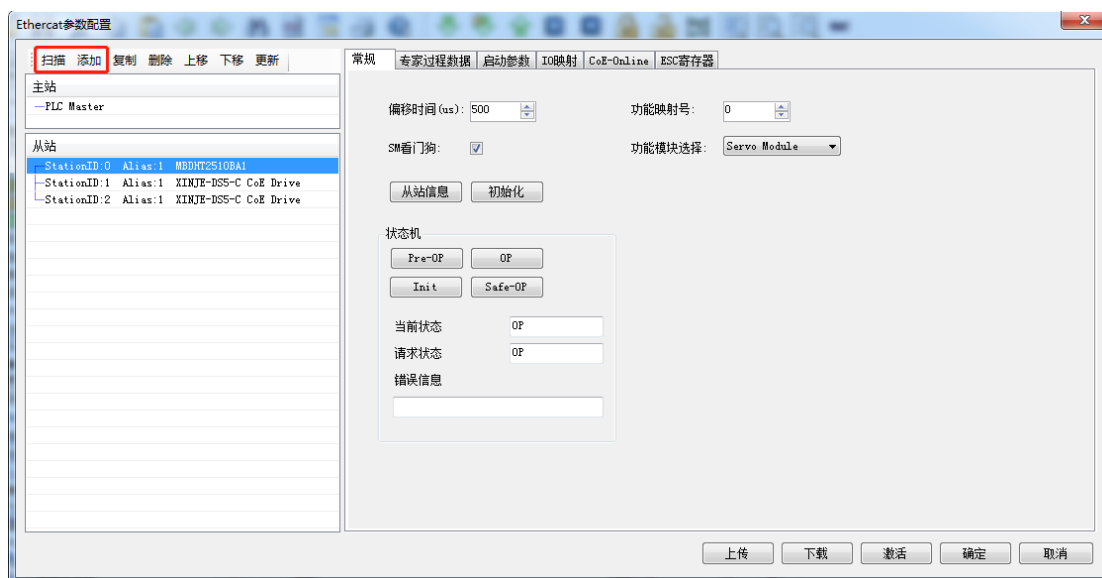 Ethercat参数配置
扫描 添加 复制 删除 上移 下移 更新
主站
PLC Master
从站
StationID:0 Alias:1 MBDHT2510BA1
StationID:1 Alias:1 XINJE-DS5-C CoE Drive
StationID:2 Alias:1 XINJE-DS5-C CoE Drive
常规 专家过程数据 启动参数 IO映射 CoE-Online ESC寄存器
偏移时间(us): 500 功能映射号: 0
SM看门狗: 功能模块选择: Servo Module
从站信息 初始化
状态机
Pre-OP OP
Init Safe-OP
当前状态 OP
请求状态 OP
错误信息
上传 下载 激活 确定 取消